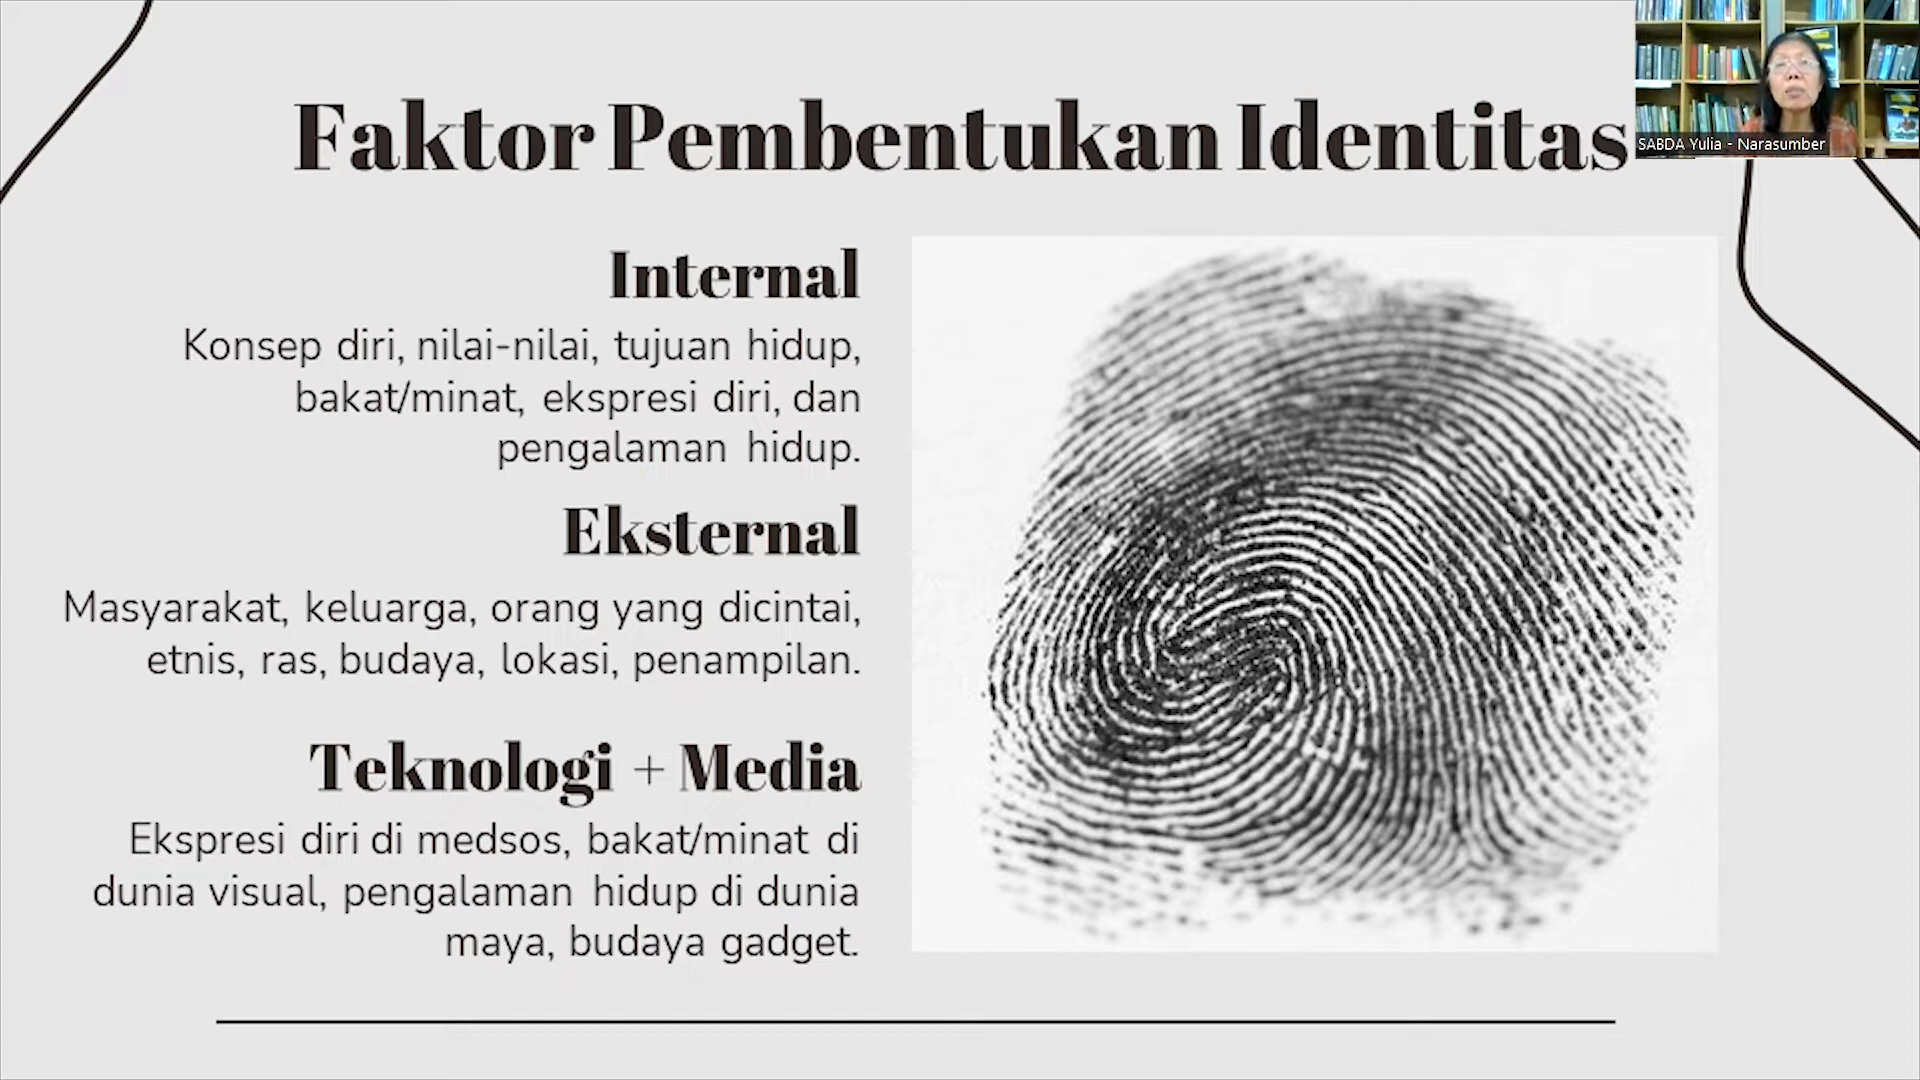 Faktor Pembentukan Identitas
SABDA Yulia - Narasumber
Internal
Konsep diri, nilai-nilai, tujuan hidup,
bakat/minat, ekspresi diri, dan
pengalaman hidup.
Eksternal
Masyarakat, keluarga, orang yang dicintai,
etnis, ras, budaya, lokasi, penampilan.
Teknologi + Media
Ekspresi diri di medsos, bakat/minat di
dunia visual, pengalaman hidup di dunia
maya, budaya gadget.